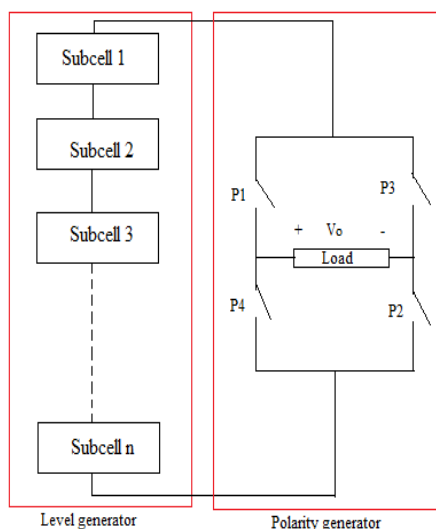 Subcell 1
Subcell 2
Subcell 3
Subcell n
Level generator
P1
P3
+ Vo -
Load
P4
P2
Polarity generator